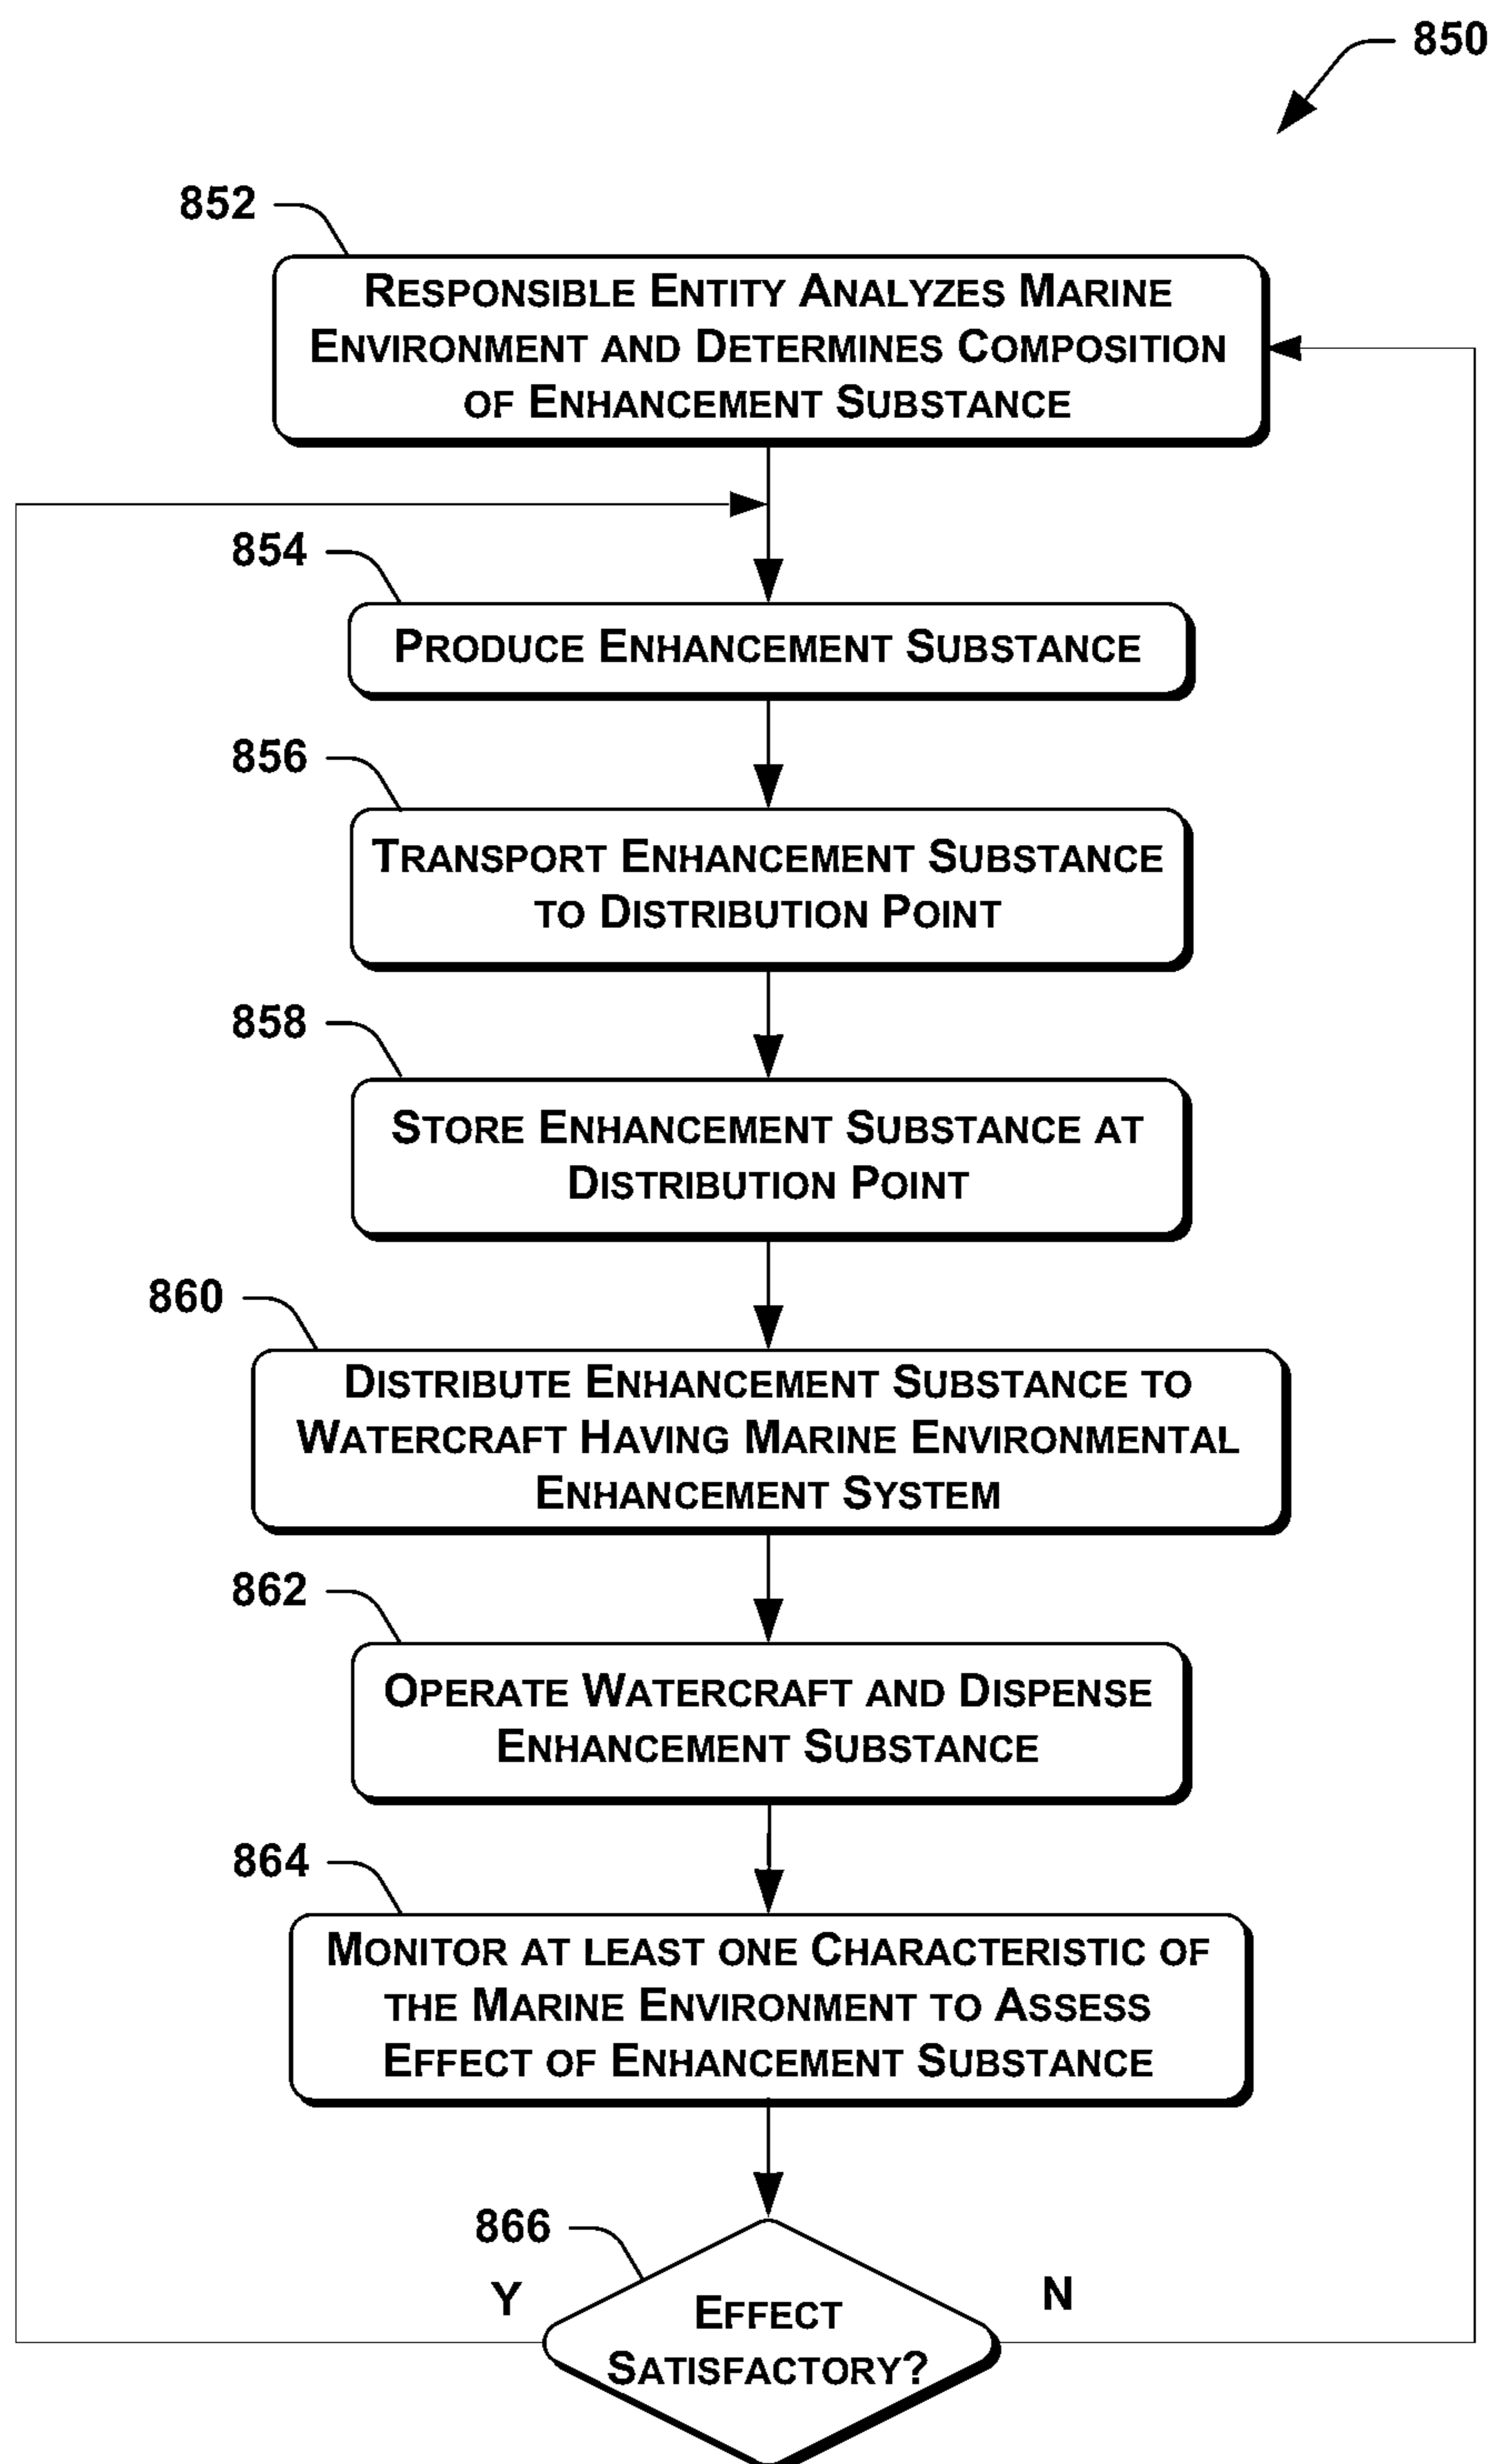 850
852
RESPONSIBLE ENTITY ANALYZES MARINE
ENVIRONMENT AND DETERMINES COMPOSITION
OF ENHANCEMENT SUBSTANCE
854
PRODUCE ENHANCEMENT SUBSTANCE
856
TRANSPORT ENHANCEMENT SUBSTANCE
TO DISTRIBUTION POINT
858
STORE ENHANCEMENT SUBSTANCE AT
DISTRIBUTION POINT
860
DISTRIBUTE ENHANCEMENT SUBSTANCE TO
WATERCRAFT HAVING MARINE ENVIRONMENTAL
ENHANCEMENT SYSTEM
862
OPERATE WATERCRAFT AND DISPENSE
ENHANCEMENT SUBSTANCE
864
MONITOR AT LEAST ONE CHARACTERISTIC OF
THE MARINE ENVIRONMENT TO ASSESS
EFFECT OF ENHANCEMENT SUBSTANCE
866
Y
N
EFFECT
SATISFACTORY?